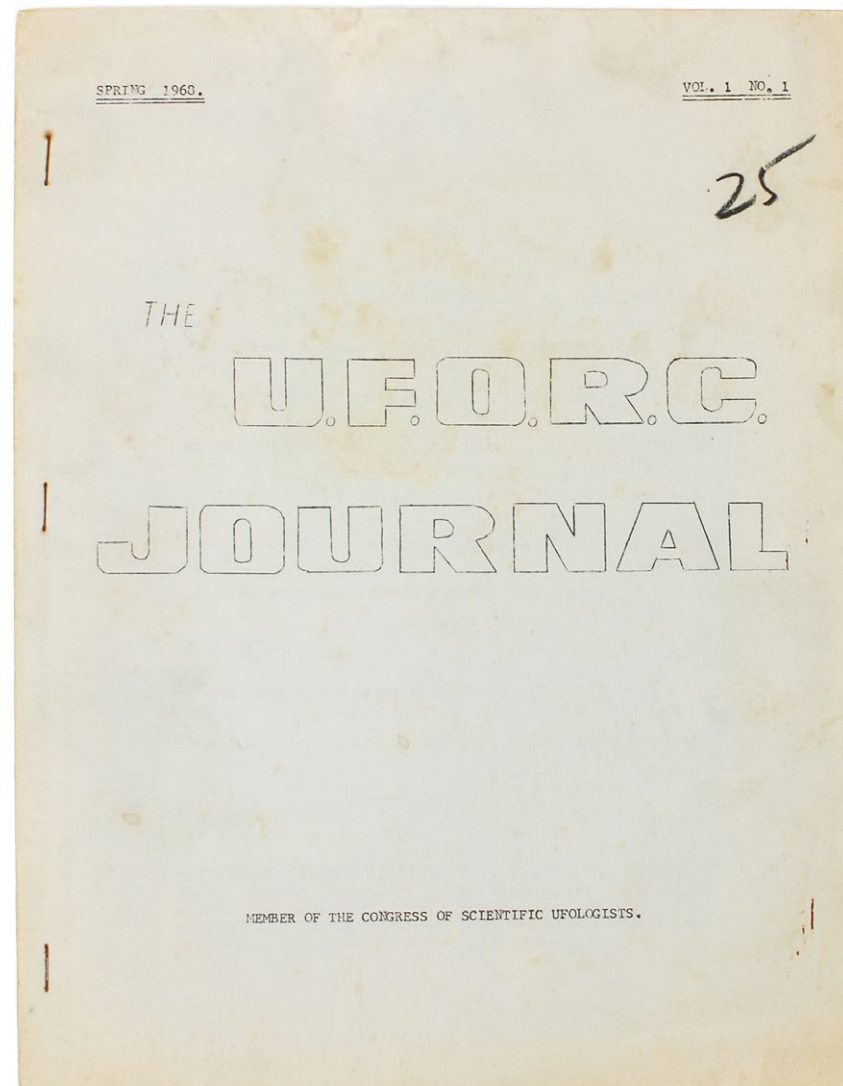 SPRING 1968.
VOL. 1 NO. 1
25
THE
U.F.O.R.C.
JOURNAL
MEMBER OF THE CONGRESS OF SCIENTIFIC UFOLOGISTS.